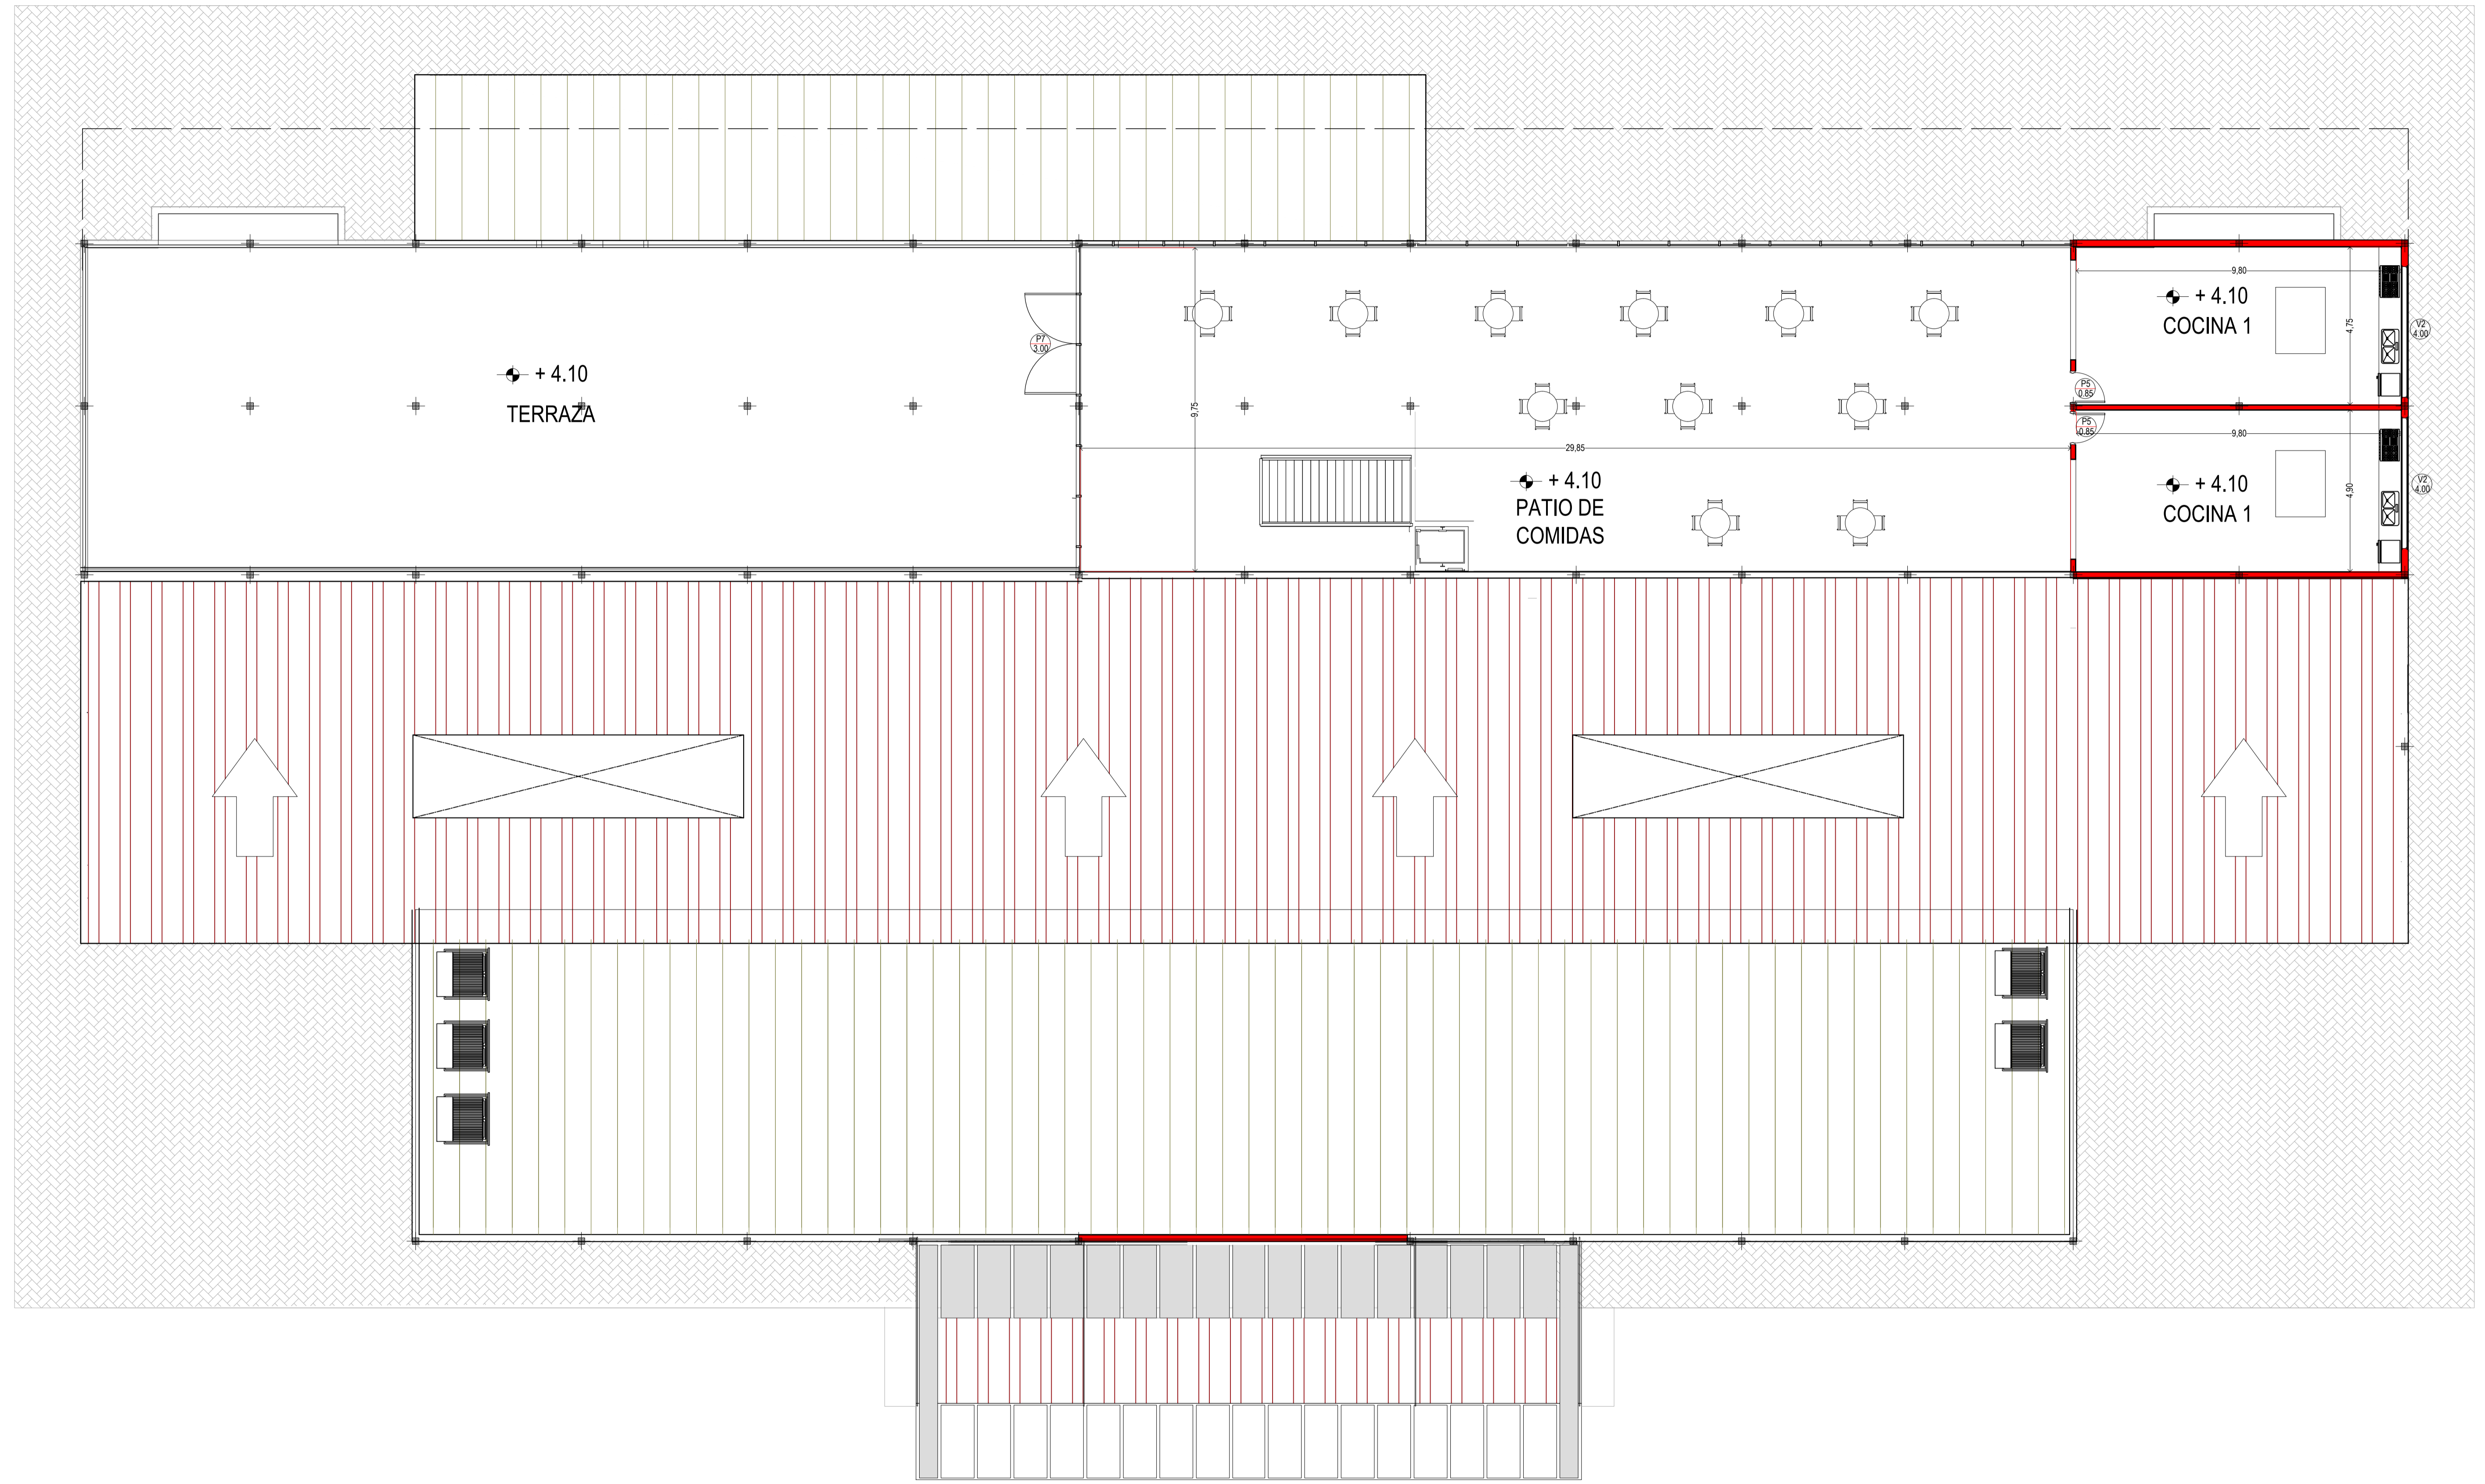 9,80
+ 4.10
COCINA 1
4,75
V2
4.00
P7
3.00
+ 4.10
TERRAZA
9,75
P5
0.85
P5
0.85
9,80
29,85
+ 4.10
PATIO DE
COMIDAS
+ 4.10
COCINA 1
4,90
V2
4.00